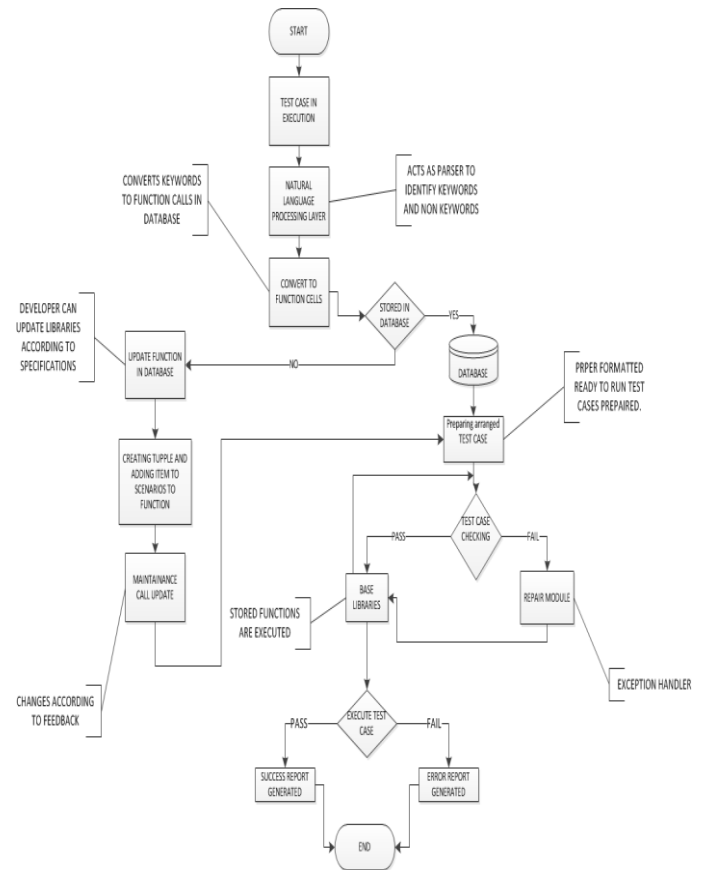 START
TEST CASE IN
EXECUTION
CONVERTS KEYWORDS
TO FUNCTION CALLS IN
DATABASE
NATURAL
LANGUAGE
PROCESSING LAYER
ACTS AS PARSER TO
IDENTIFY KEYWORDS
AND NON KEYWORDS
CONVERT TO
FUNCTION CELLS
STORED IN
DATABASE
YES
DATABASE
NO
DEVELOPER CAN
UPDATE LIBRARIES
ACCORDING TO
SPECIFICATIONS
UPDATE FUNCTION
IN DATABASE
PRPER FORMATTED
READY TO RUN TEST
CASES PREPAIRED.
Preparing arranged
TEST CASE
CREATING TUPPLE AND
ADDING ITEM TO
SCENARIOS TO
FUNCTION
TEST CASE
CHECKING
PASS
FAIL
MAINTAINANCE
CALL UPDATE
BASE
LIBRARIES
REPAIR MODULE
STORED FUNCTIONS
ARE EXECUTED
EXCEPTION HANDLER
CHANGES ACCORDING
TO FEEDBACK
EXECUTE TEST
CASE
PASS
FAIL
SUCCESS REPORT
GENERATED
ERROR REPORT
GENERATED
END